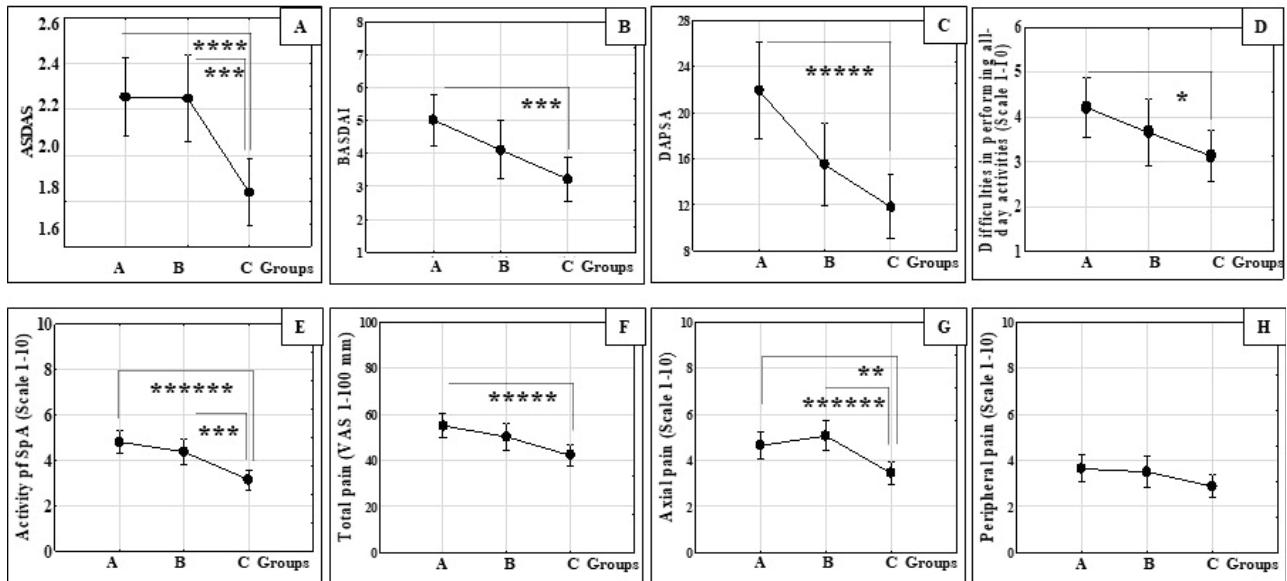 A
ASDAS
2.6
2.4
2.2
2.0
1.8
1.6
****
***
A B C Groups
B
BASDAI
8
7
6
5
4
3
2
1
***
A B C Groups
C
DAPSA
28
24
20
16
12
8
*****
A B C Groups
D
Difficulties in performing all-
day activities (Scale 1-10)
6
5
4
3
2
1
*
A B C Groups
E
Activity pf SpA (Scale 1-10)
10
8
6
4
2
0
******
***
A B C Groups
F
Total pain (VAS 1-100 mm)
100
80
60
40
20
0
*****
A B C Groups
G
Axial pain (Scale 1-10)
10
8
6
4
2
0
**
******
A B C Groups
H
Peripheral pain (Scale 1-10)
10
8
6
4
2
0
A B C Groups